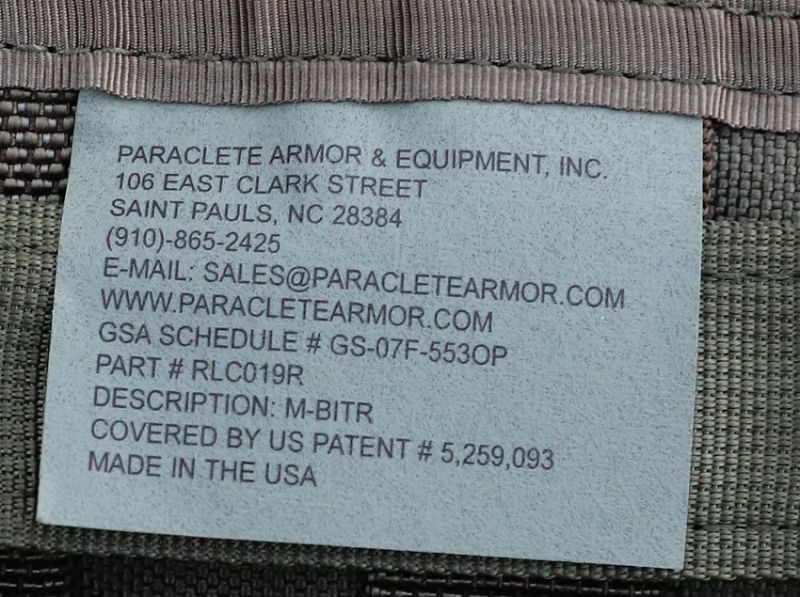 PARACLETE ARMOR & EQUIPMENT, INC.
106 EAST CLARK STREET
SAINT PAULS, NC 28384
(910)-865-2425
E-MAIL: SALES@PARACLETEARMOR.COM
WWW.PARACLETEARMOR.COM
GSA SCHEDULE # GS-07F-553OP
PART # RLC019R
DESCRIPTION: M-BITR
COVERED BY US PATENT # 5,259,093
MADE IN THE USA